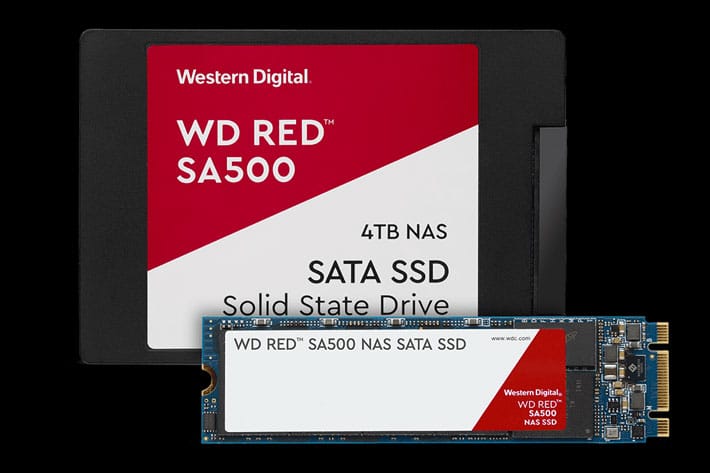 Western Digital.
WD RED™
SA500
4TB NAS
SATA SSD
Solid State Drive
WD RED™ SA500 NAS SATA SSD
www.wdc.com
Western Digital.
WD RED™
SA500
NAS SSD